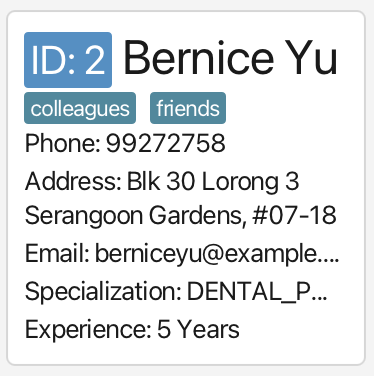 ID: 2 Bernice Yu
colleagues friends
Phone: 99272758
Address: Blk 30 Lorong 3
Serangoon Gardens, #07-18
Email: berniceyu@example....
Specialization: DENTAL_P...
Experience: 5 Years